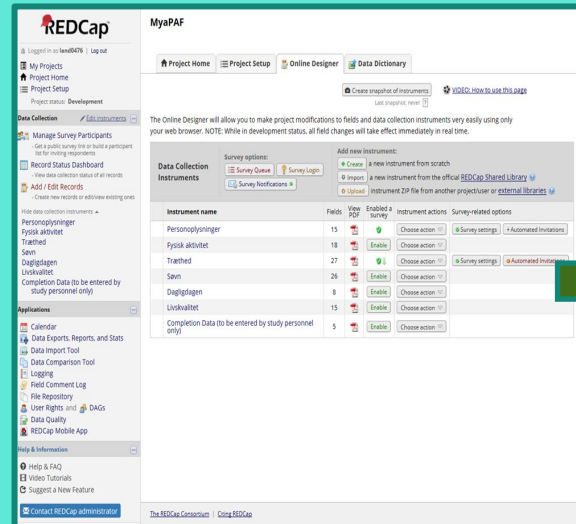 REDCap
Logged in as lund0476 | Log out
My Projects
Project Home
Project Setup
Project status: Development
Data Collection
Edit instruments
Manage Survey Participants
- Get a public survey link or build a participant
list for inviting respondents
Record Status Dashboard
- View data collection status of all records
Add / Edit Records
- Create new records or edit/view existing ones
Hide data collection instruments
Personoplysninger
Fysisk aktivitet
Træthed
Søvn
Dagligdagen
Livskvalitet
Completion Data (to be entered by
study personnel only)
Applications
Calendar
Data Exports, Reports, and Stats
Data Import Tool
Data Comparison Tool
Logging
Field Comment Log
File Repository
User Rights and DAGs
Data Quality
REDCap Mobile App
Help & Information
Help & FAQ
Video Tutorials
Suggest a New Feature
Contact REDCap administrator
MyaPAF
Project Home Project Setup Online Designer Data Dictionary
Create snapshot of instruments VIDEO: How to use this page
Last snapshot: never ?
The Online Designer will allow you to make project modifications to fields and data collection instruments very easily using only
your web browser. NOTE: While in development status, all field changes will take effect immediately in real time.
Data Collection
Instruments
Survey options:
Survey Queue Survey Login
Survey Notifications
Add new instrument:
Create a new instrument from scratch
Import a new instrument from the official REDCap Shared Library
Upload instrument ZIP file from another project/user or external libraries
Instrument name Fields View PDF Enabled as survey Instrument actions Survey-related options
Personoplysninger 15 Choose action Survey settings + Automated Invitations
Fysisk aktivitet 18 Enable Choose action
Træthed 27 Choose action Survey settings Automated Invitations
Søvn 26 Enable Choose action
Dagligdagen 8 Enable Choose action
Livskvalitet 15 Enable Choose action
Completion Data (to be entered by study personnel
only) 5 Enable Choose action
The REDCap Consortium | Citing REDCap